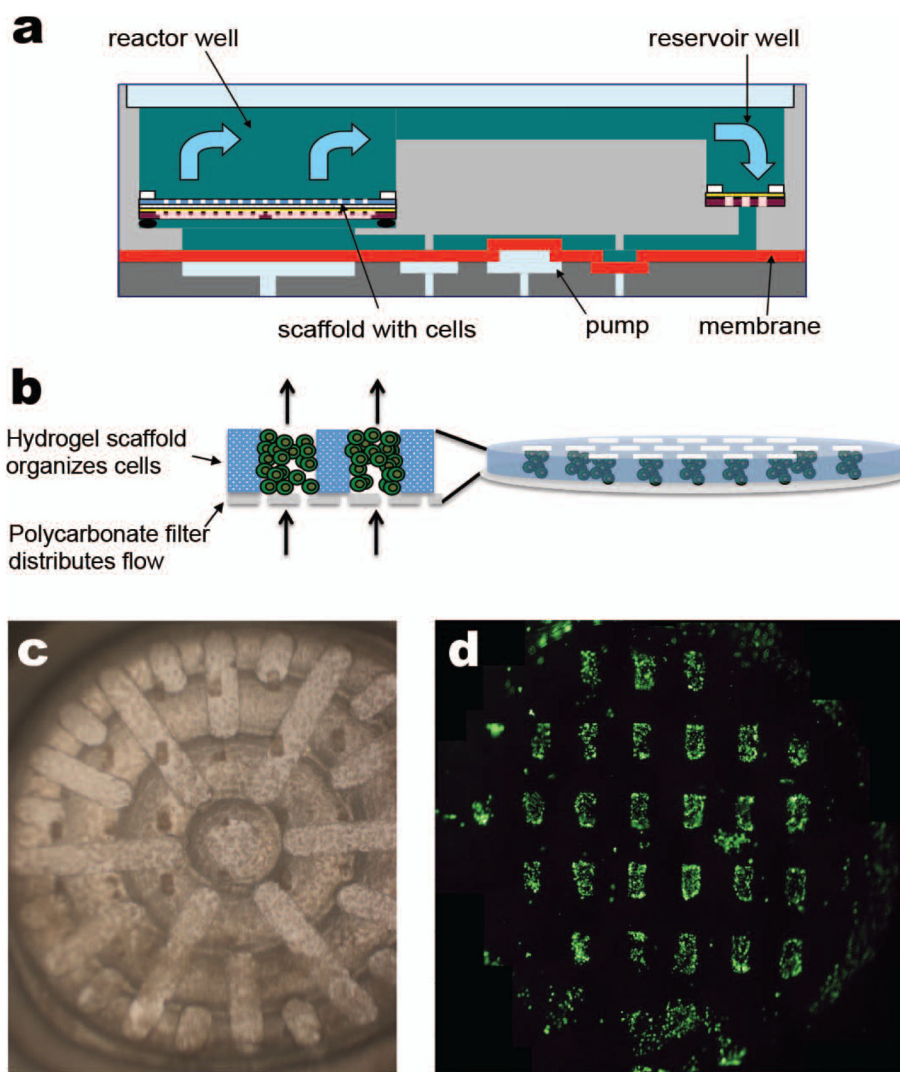 a
reactor well
reservoir well
scaffold with cells
pump
membrane
b
Hydrogel scaffold
organizes cells
Polycarbonate filter
distributes flow
c
d